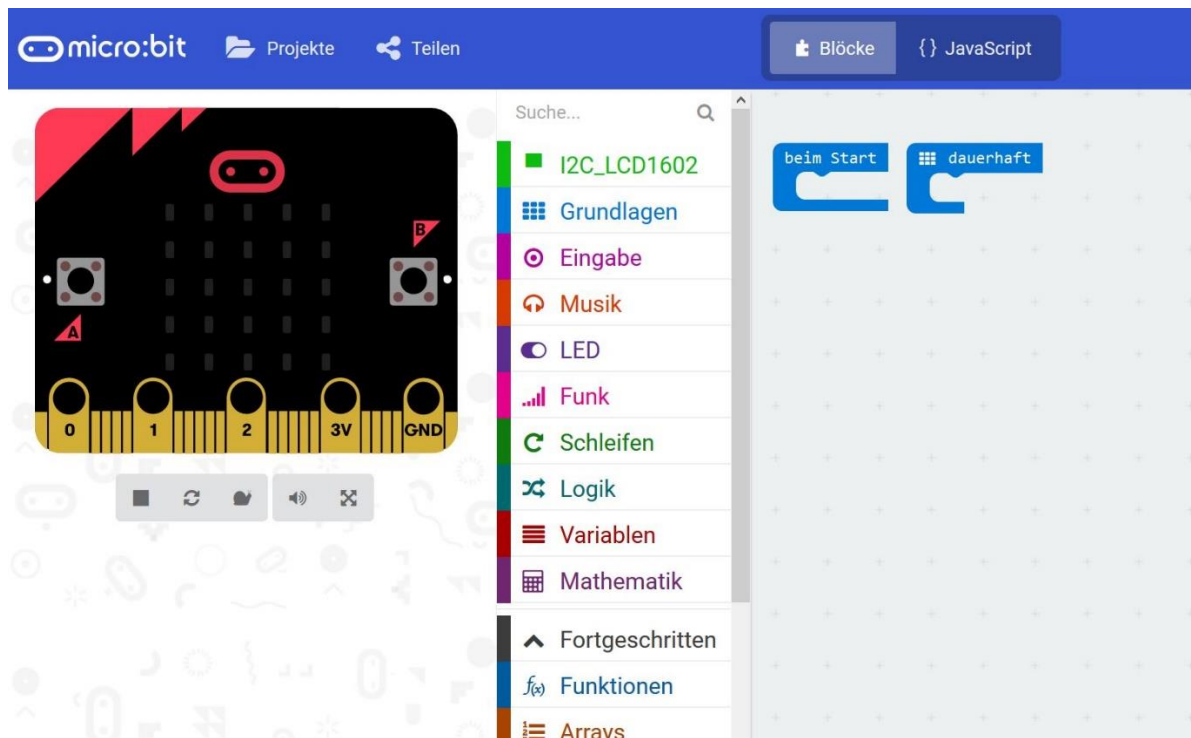 micro:bit Projekte Teilen Blöcke {} JavaScript
Suche...
I2C_LCD1602
Grundlagen
Eingabe
Musik
LED
Funk
Schleifen
Logik
Variablen
Mathematik
Fortgeschritten
f(x) Funktionen
Arrays
B
A
0 1 2 3V GND
beim Start
dauerhaft